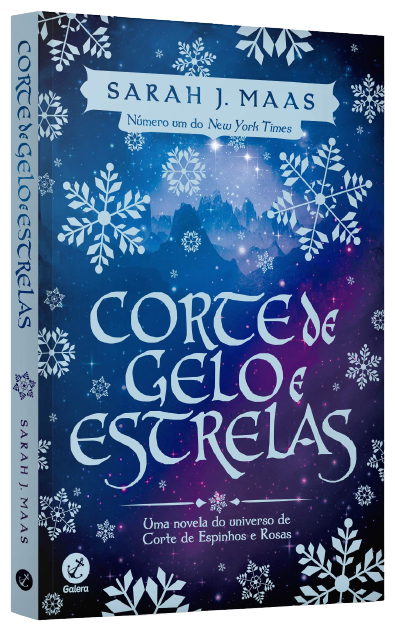 SARAH J. MAAS
Número um do New York Times
CORTE de
GELO e
ESTRELAS
Uma novela do universo de
Corte de Espinhos e Rosas
Galera
CORTE de GELO e ESTRELAS
SARAH J. MAAS